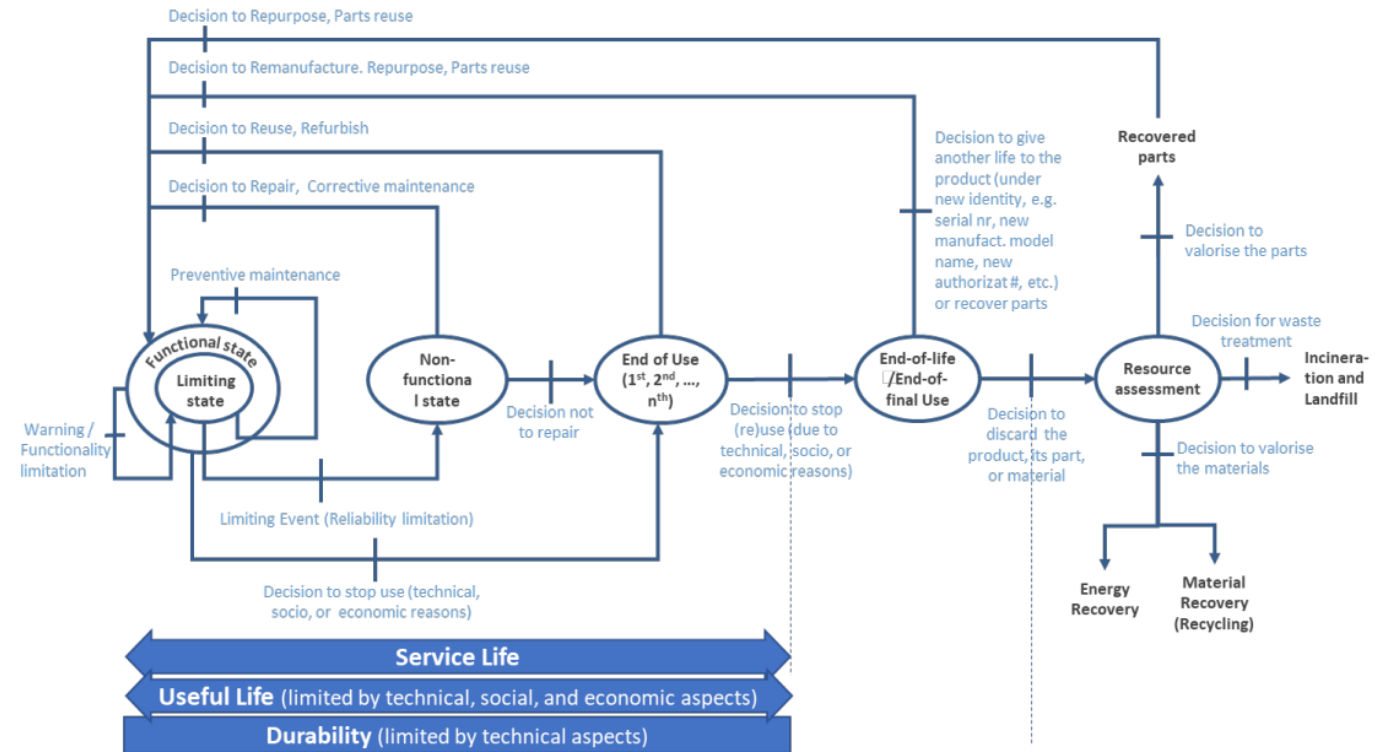 Decision to Repurpose, Parts reuse
Decision to Remanufacture. Repurpose, Parts reuse
Decision to Reuse, Refurbish
Decision to Repair, Corrective maintenance
Preventive maintenance
Functional state
Limiting
state
Warning /
Functionality
limitation
Limiting Event (Reliability limitation)
Decision to stop use (technical,
socio, or economic reasons)
Non-
functiona
l state
Decision not
to repair
End of Use
(1st, 2nd, ...,
nth)
Decision to stop
(re)use (due to
technical, socio, or
economic reasons)
Decision to give
another life to the
product (under
new identity, e.g.
serial nr, new
manufact. model
name, new
authorizat #, etc.)
or recover parts
End-of-life
/End-of-
final Use
Decision to
discard the
product, its part,
or material
Recovered
parts
Decision to
valorise the parts
Resource
assessment
Decision for waste
treatment
Incinera-
tion and
Landfill
Decision to valorise
the materials
Energy
Recovery
Material
Recovery
(Recycling)
Service Life
Useful Life (limited by technical, social, and economic aspects)
Durability (limited by technical aspects)